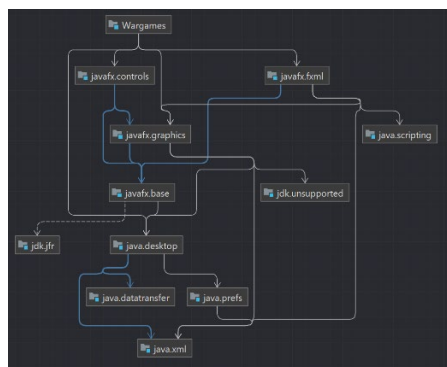 Wargames
javafx.controls
javafx.fxml
javafx.graphics
java.scripting
javafx.base
jdk.unsupported
jdk.jfr
java.desktop
java.datatransfer
java.prefs
java.xml